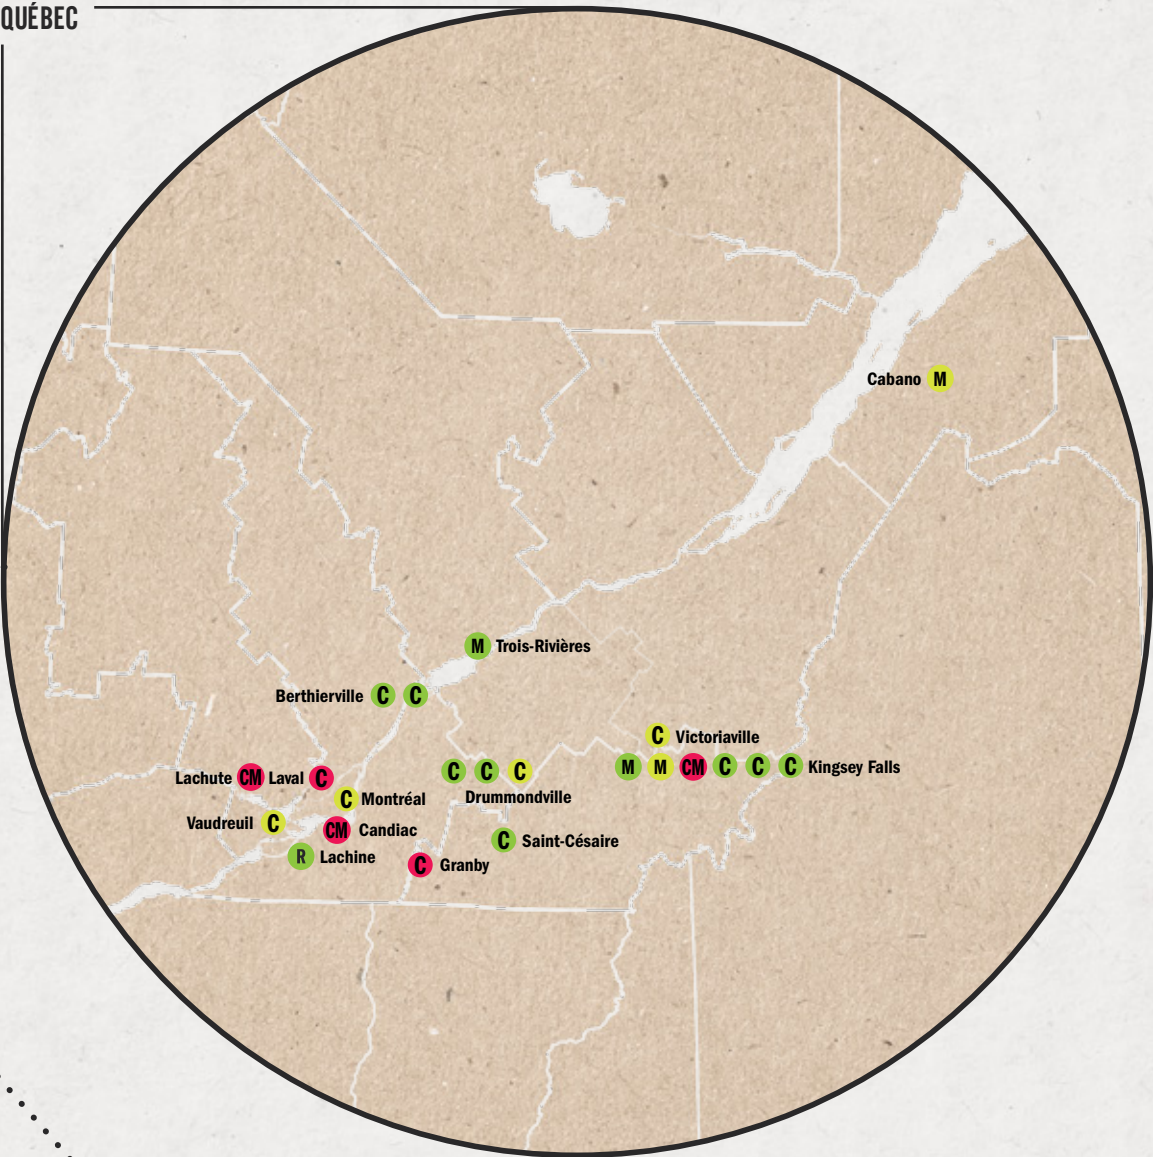 QUÉBEC
Cabano M
M Trois-Rivières
Berthierville C C
C Victoriaville
M M CM C C C Kingsey Falls
Lachute CM Laval C
C C C
Drummondville
C Montréal
Vaudreuil C
CM Candiac
C Saint-Césaire
R Lachine
C Granby